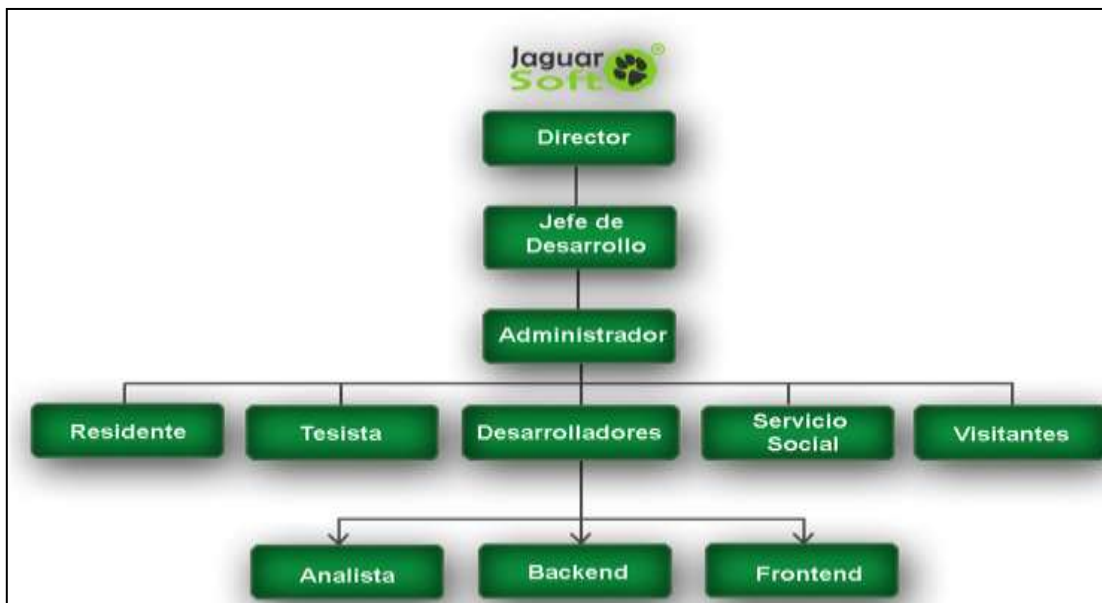 Jaguar
Soft ®
Director
Jefe de
Desarrollo
Administrador
Residente
Tesista
Desarrolladores
Servicio
Social
Visitantes
Analista
Backend
Frontend